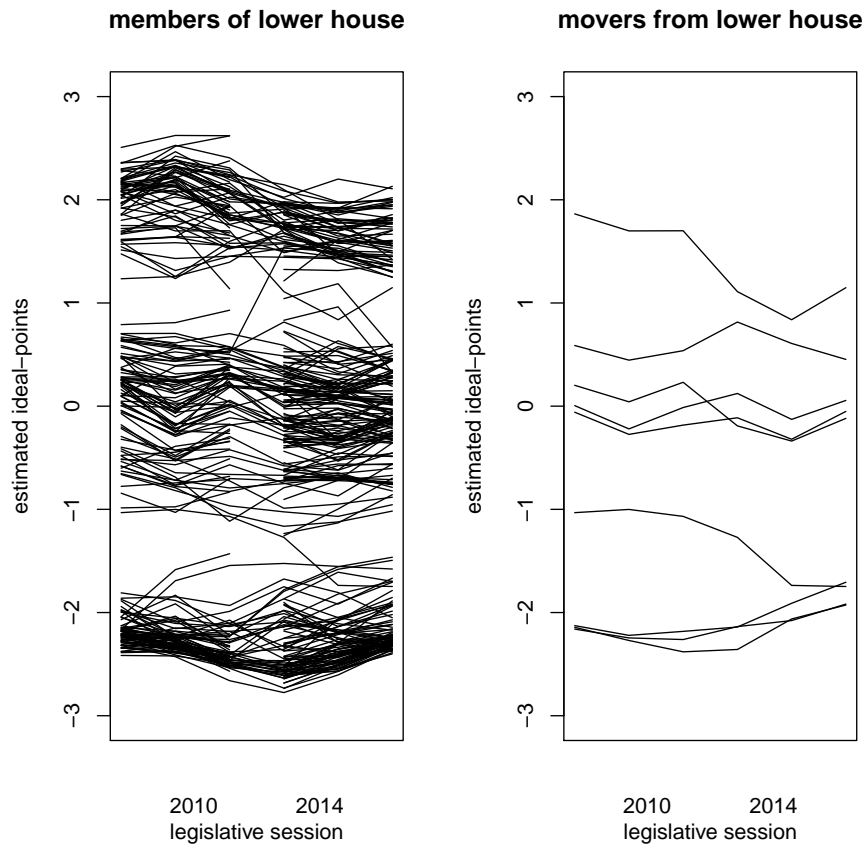 members of lower house
estimated ideal−points
3
2
1
0
−1
−2
−3
2010 2014
legislative session
movers from lower house
estimated ideal−points
3
2
1
0
−1
−2
−3
2010 2014
legislative session